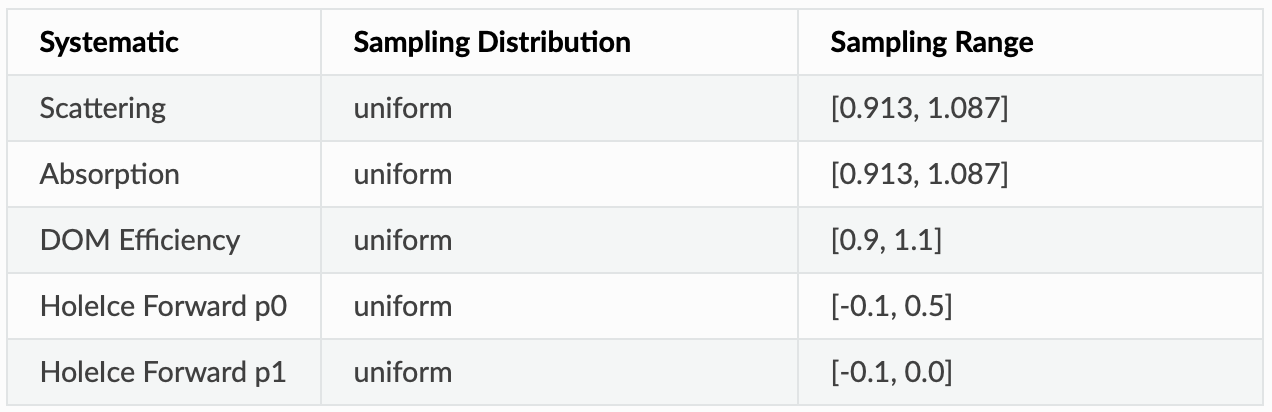 Systematic Sampling Distribution Sampling Range
Scattering uniform [0.913, 1.087]
Absorption uniform [0.913, 1.087]
DOM Efficiency uniform [0.9, 1.1]
HoleIce Forward p0 uniform [-0.1, 0.5]
HoleIce Forward p1 uniform [-0.1, 0.0]